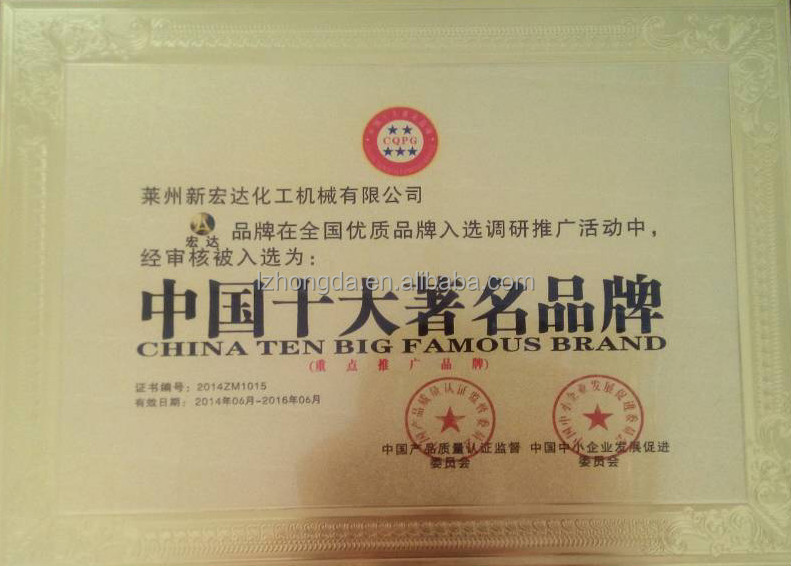 CQPG
莱州新宏达化工机械有限公司
宏达 品牌在全国优质品牌入选调研推广活动中，
经审核被入选为：
lzhongda.en.alibaba.com
中国十大著名品牌
CHINA TEN BIG FAMOUS BRAND
(重点推广品牌)
证书编号：2014ZM1015
有效日期：2014年06月-2016年06月
中国产品质量认证监督
委员会
中国中小企业发展促进
委员会